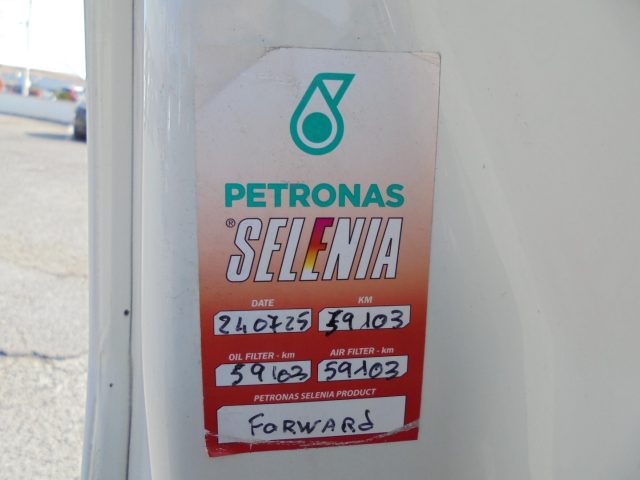 PETRONAS
® SELENIA
DATE KM
240725 59103
OIL FILTER - km AIR FILTER - km
59103 59103
PETRONAS SELENIA PRODUCT
FORWARd